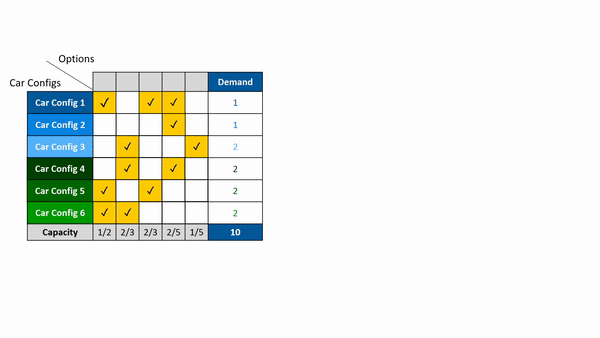 Options
Car Configs
Demand
Car Config 1 ✓ ✓ ✓ 1
Car Config 2 ✓ 1
Car Config 3 ✓ ✓ 2
Car Config 4 ✓ ✓ 2
Car Config 5 ✓ ✓ 2
Car Config 6 ✓ ✓ 2
Capacity 1/2 2/3 2/3 2/5 1/5 10